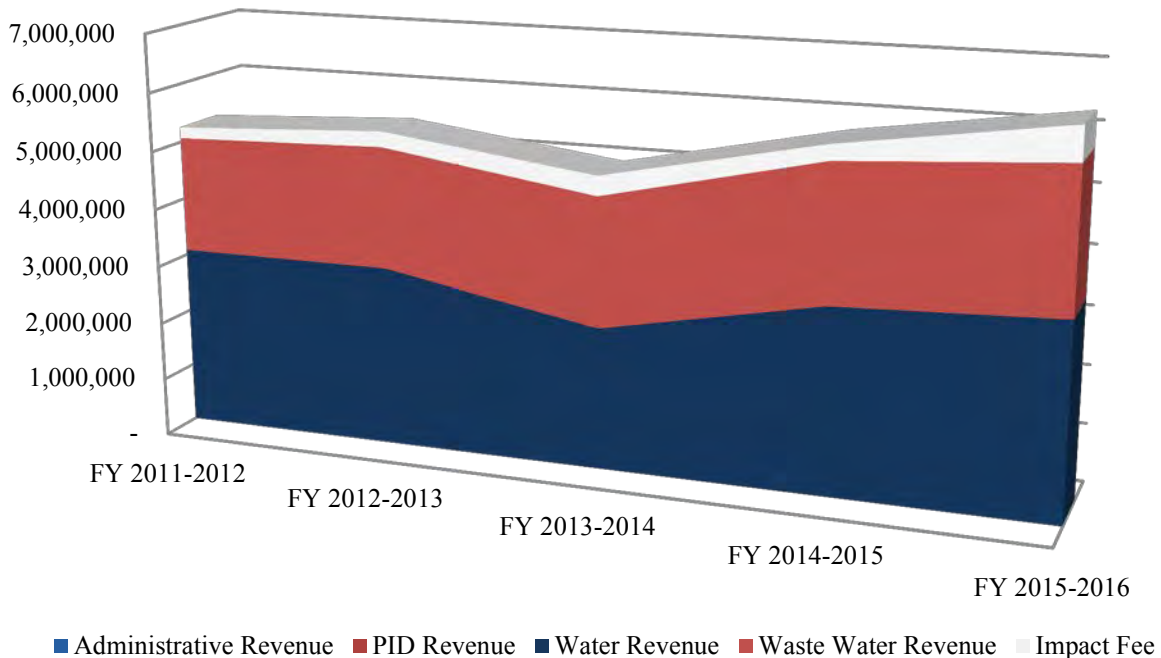 7,000,000
6,000,000
5,000,000
4,000,000
3,000,000
2,000,000
1,000,000
-
FY 2011-2012
FY 2012-2013
FY 2013-2014
FY 2014-2015
FY 2015-2016
Administrative Revenue PID Revenue Water Revenue Waste Water Revenue Impact Fee